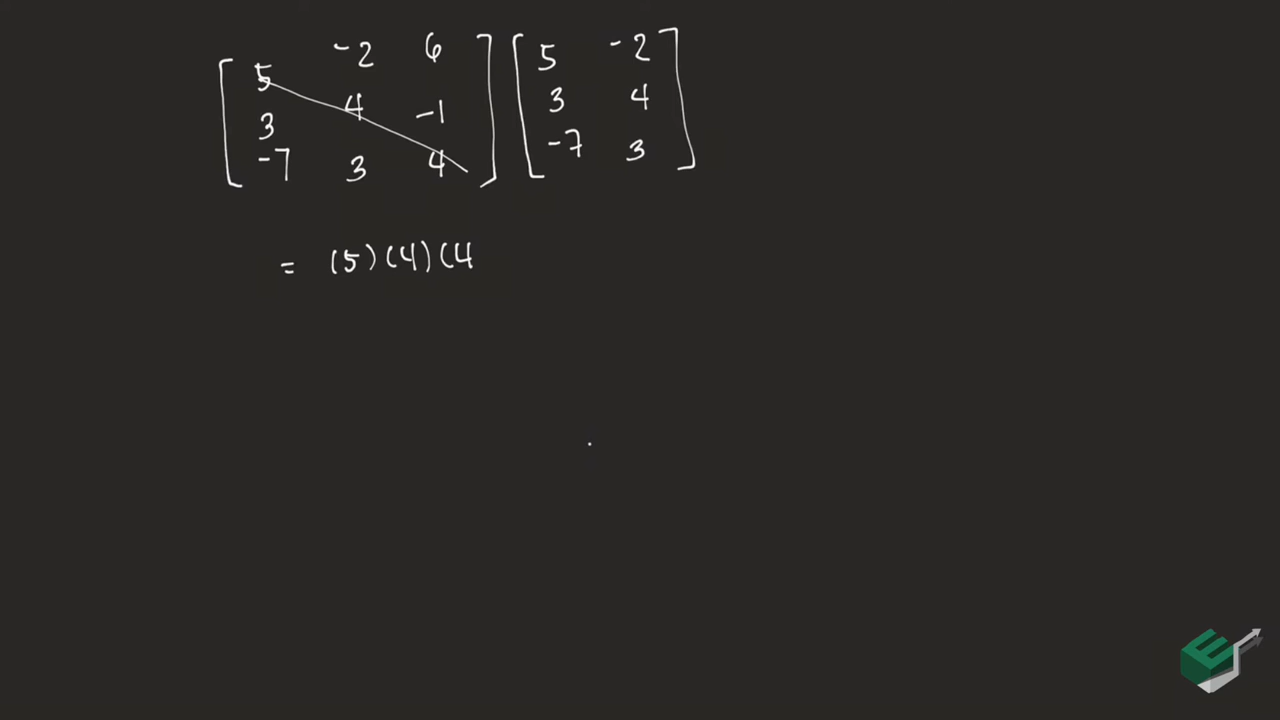 [5 -2 6] [5 -2]
[3 4 -1] [3 4]
[-7 3 4] [-7 3]
= (5)(4)(4